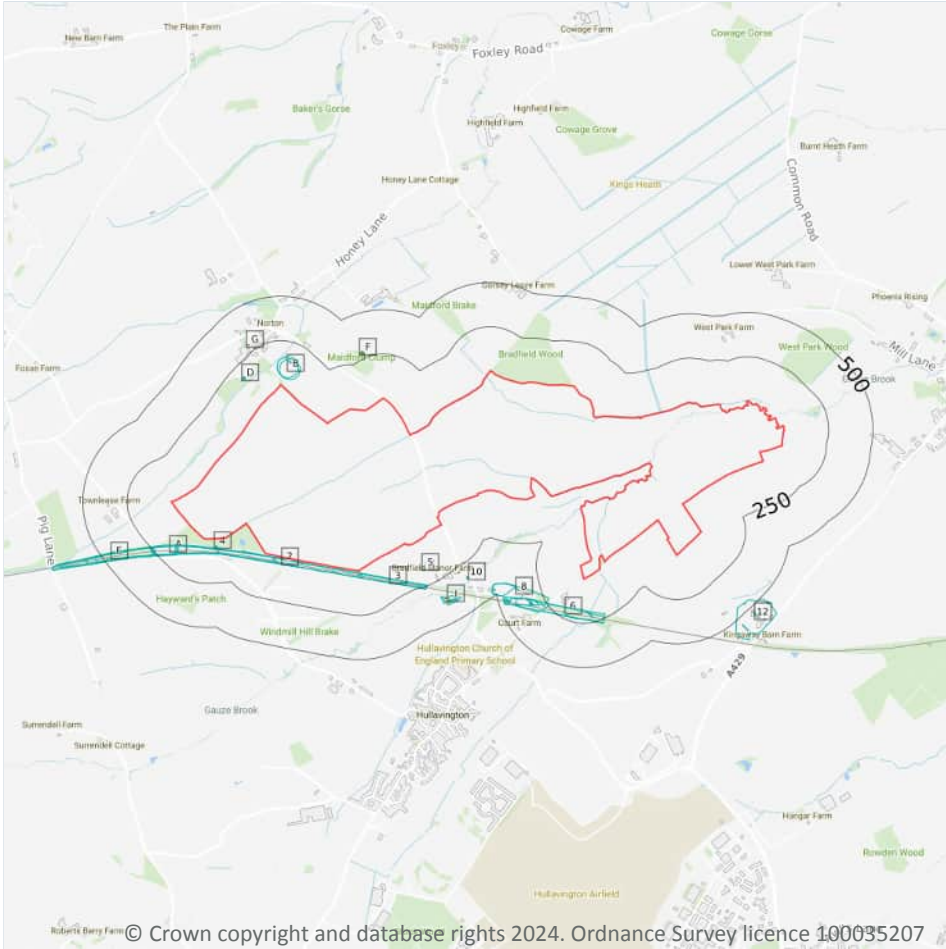 The Plain Farm
New Barn Farm
Cowage Farm
Cowage Gorse
Foxley
Foxley Road
Baker's Gorse
Highfield Farm
Highfield Farm
Cowage Grove
Burnt Heath Farm
Honey Lane Cottage
Kings Heath
Common Road
Honey Lane
Lower West Park Farm
Gorsey Leaze Farm
Phoenix Rising
Maidford Brake
Norton
West Park Farm
G
F
Maidford Clump
Bradfield Wood
West Park Wood
Mill Lane
Foxan Farm
D
B
500
Brook
Townlease Farm
250
Pig Lane
4
A
E
2
5
3
Bradfield Manor Farm
10
8
Hayward's Patch
J
6
12
Windmill Hill Brake
Court Farm
Kingway Barn Farm
Hullavington Church of
England Primary School
A429
Gauze Brook
Hullavington
Surrendell Farm
Surrendell Cottage
Hangar Farm
Rowden Wood
Hullavington Airfield
Roberts Barry Farm
© Crown copyright and database rights 2024. Ordnance Survey licence 100035207